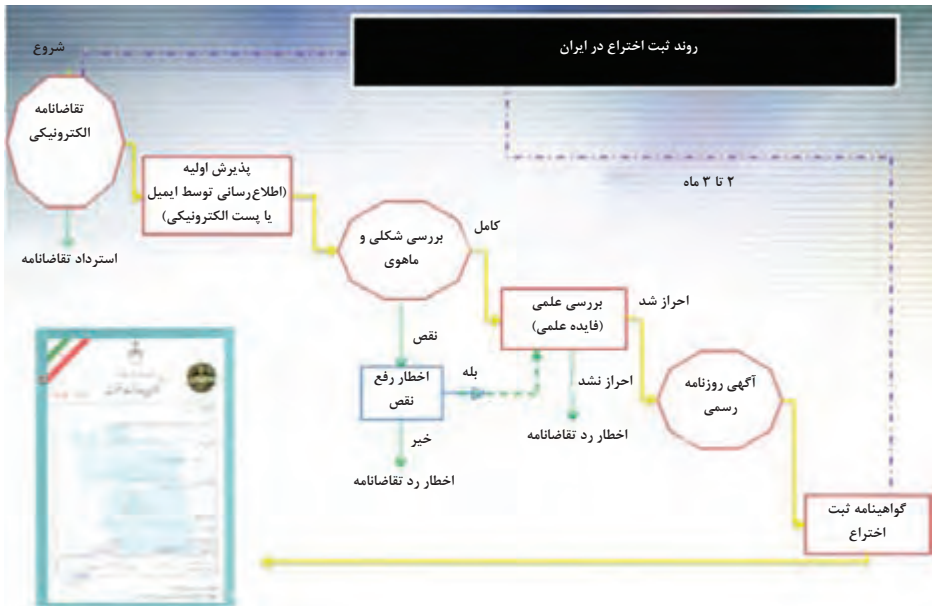 روند ثبت اختراع در ایران
شروع
تقاضانامه
الکترونیکی
استرداد تقاضانامه
پذیرش اولیه
(اطلاع‌رسانی توسط ایمیل
یا پست الکترونیکی)
۲ تا ۳ ماه
بررسی شکلی و
ماهوی
کامل
نقص
اخطار رفع
نقص
بله
خیر
اخطار رد تقاضانامه
بررسی علمی
(فایده علمی)
احراز شد
احراز نشد
اخطار رد تقاضانامه
آگهی روزنامه
رسمی
گواهینامه ثبت
اختراع